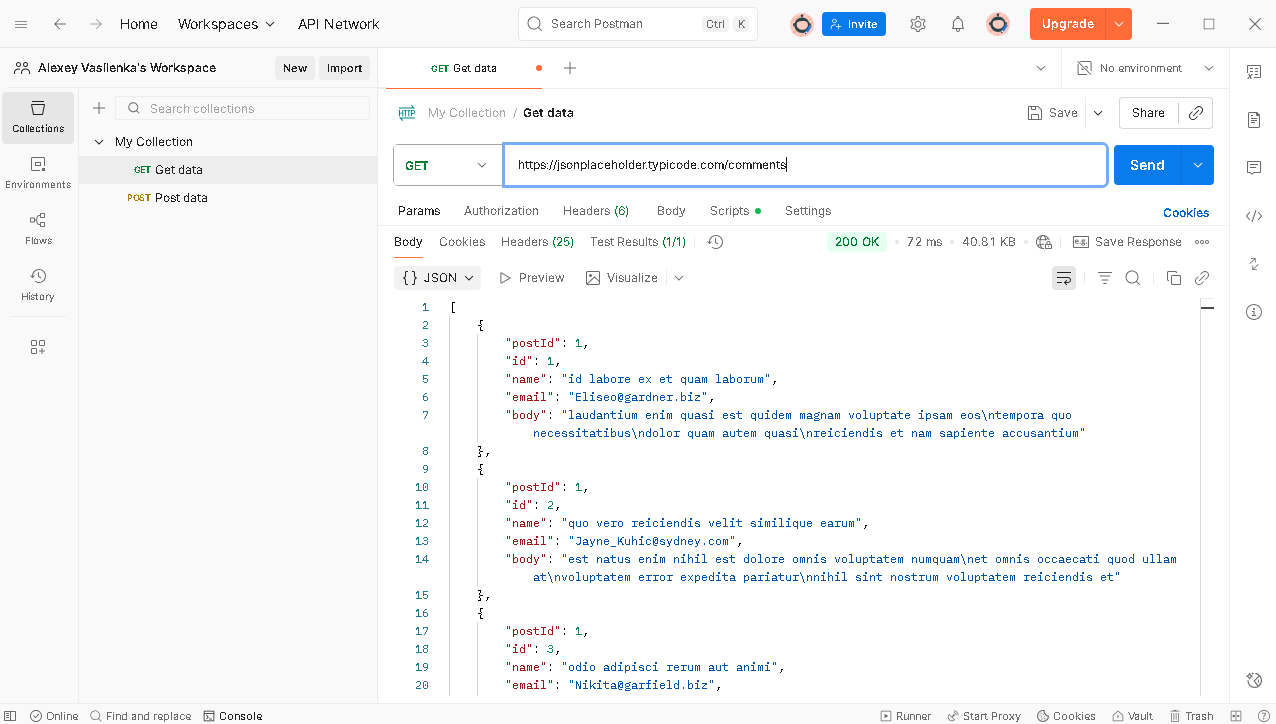 Home Workspaces API Network Search Postman Ctrl K Invite Upgrade
Alexey Vasilenka's Workspace New Import GET Get data No environment
Collections
Environments
Flows
History
Search collections
My Collection
GET Get data
POST Post data
HTTP My Collection / Get data Save Share
GET https://jsonplaceholder.typicode.com/comments Send
Params Authorization Headers (6) Body Scripts Settings Cookies
Body Cookies Headers (25) Test Results (1/1) 200 OK 72 ms 40.81 KB e.g. Save Response
{} JSON Preview Visualize
1 [
2 {
3 "postId": 1,
4 "id": 1,
5 "name": "id labore ex et quam laborum",
6 "email": "Eliseo@gardner.biz",
7 "body": "laudantium enim quasi est quidem magnam voluptate ipsam eos\ntempora quo
necessitatibus\ndolor quam autem quasi\nreiciendis et nam sapiente accusantium"
8 },
9 {
10 "postId": 1,
11 "id": 2,
12 "name": "quo vero reiciendis velit similique earum",
13 "email": "Jayne_Kuhic@sydney.com",
14 "body": "est natus enim nihil est dolore omnis voluptatem numquam\net omnis occaecati quod ullam
at\nvoluptatem error expedita pariatur\nnihil sint nostrum voluptatem reiciendis et"
15 },
16 {
17 "postId": 1,
18 "id": 3,
19 "name": "odio adipisci rerum aut animi",
20 "email": "Nikita@garfield.biz",
Online Find and replace Console Runner Start Proxy Cookies Vault Trash